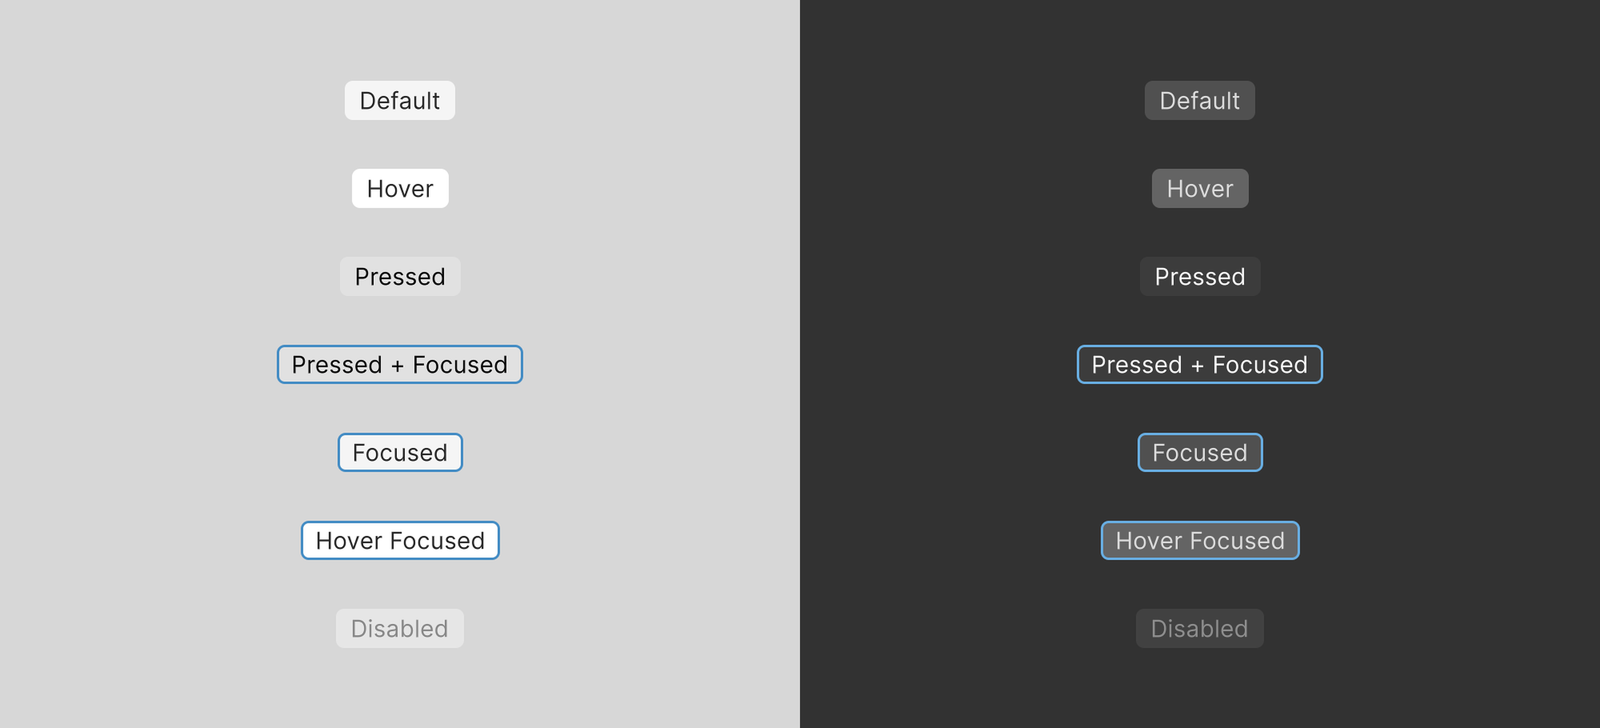 Default
Hover
Pressed
Pressed + Focused
Focused
Hover Focused
Disabled
Default
Hover
Pressed
Pressed + Focused
Focused
Hover Focused
Disabled